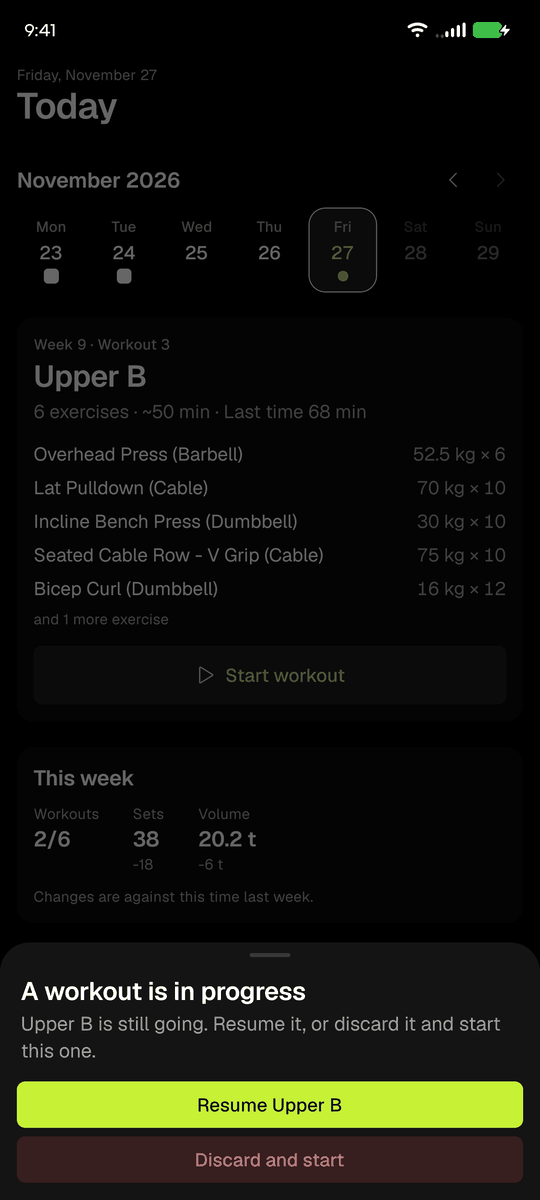 9:41
Friday, November 27
Today
November 2026
Mon Tue Wed Thu Fri Sat Sun
23 24 25 26 27 28 29
Week 9 · Workout 3
Upper B
6 exercises · ~50 min · Last time 68 min
Overhead Press (Barbell) 52.5 kg × 6
Lat Pulldown (Cable) 70 kg × 10
Incline Bench Press (Dumbbell) 30 kg × 10
Seated Cable Row - V Grip (Cable) 75 kg × 10
Bicep Curl (Dumbbell) 16 kg × 12
and 1 more exercise
Start workout
This week
Workouts Sets Volume
2/6 38 20.2 t
-18 -6 t
Changes are against this time last week.
A workout is in progress
Upper B is still going. Resume it, or discard it and start
this one.
Resume Upper B
Discard and start